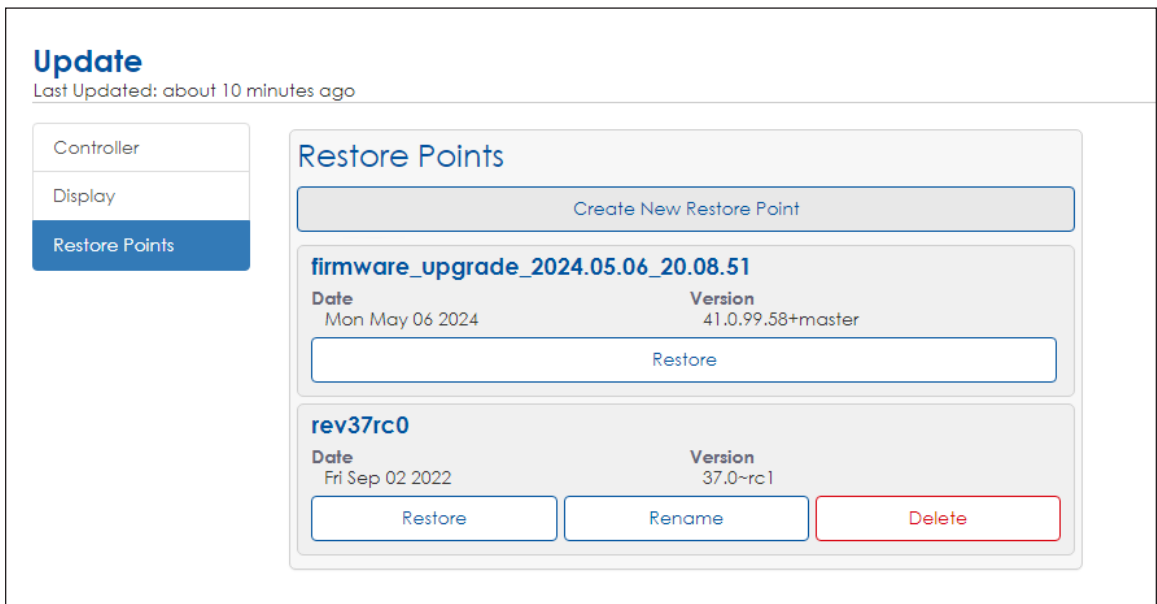 Update
Last Updated: about 10 minutes ago
Controller
Display
Restore Points
Restore Points
Create New Restore Point
firmware_upgrade_2024.05.06_20.08.51
Date Version
Mon May 06 2024 41.0.99.58+master
Restore
rev37rc0
Date Version
Fri Sep 02 2022 37.0~rc1
Restore Rename Delete